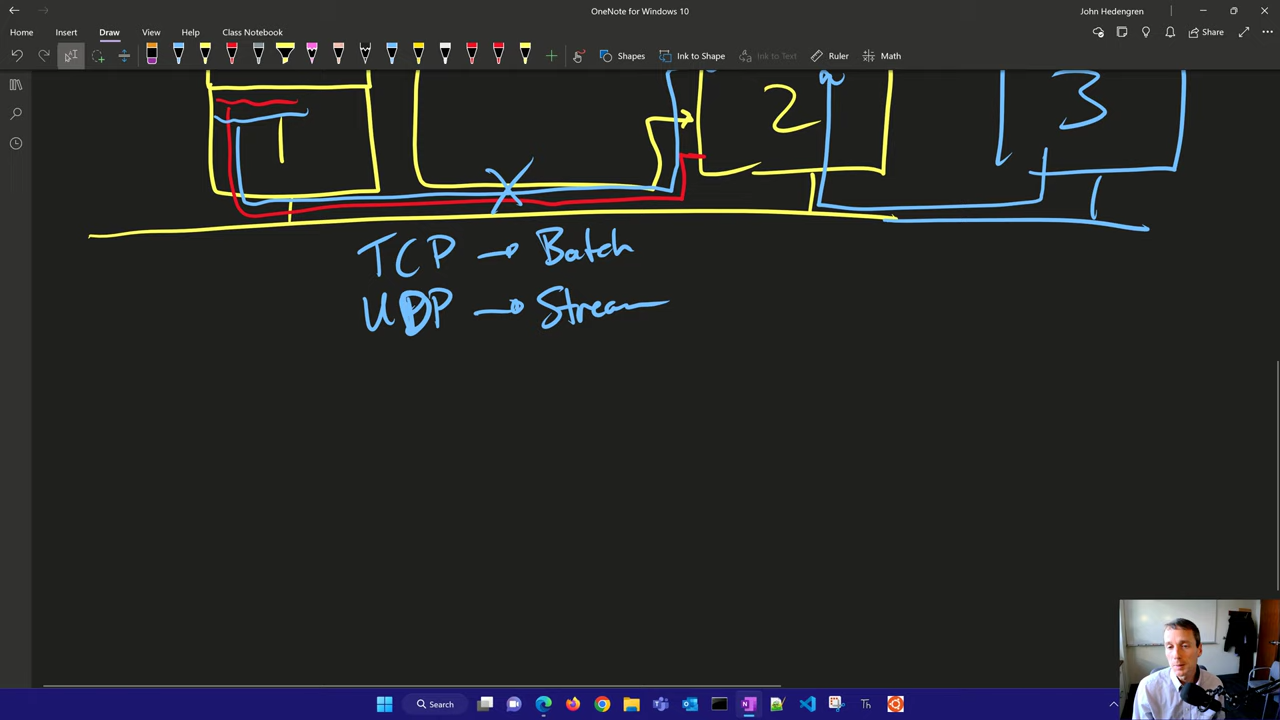 OneNote for Windows 10
John Hedengren
Home Insert Draw View Help Class Notebook
Share
Shapes Ink to Shape Ink to Text Ruler Math
1 2 3
TCP → Batch
UDP → Stream
Search
Th